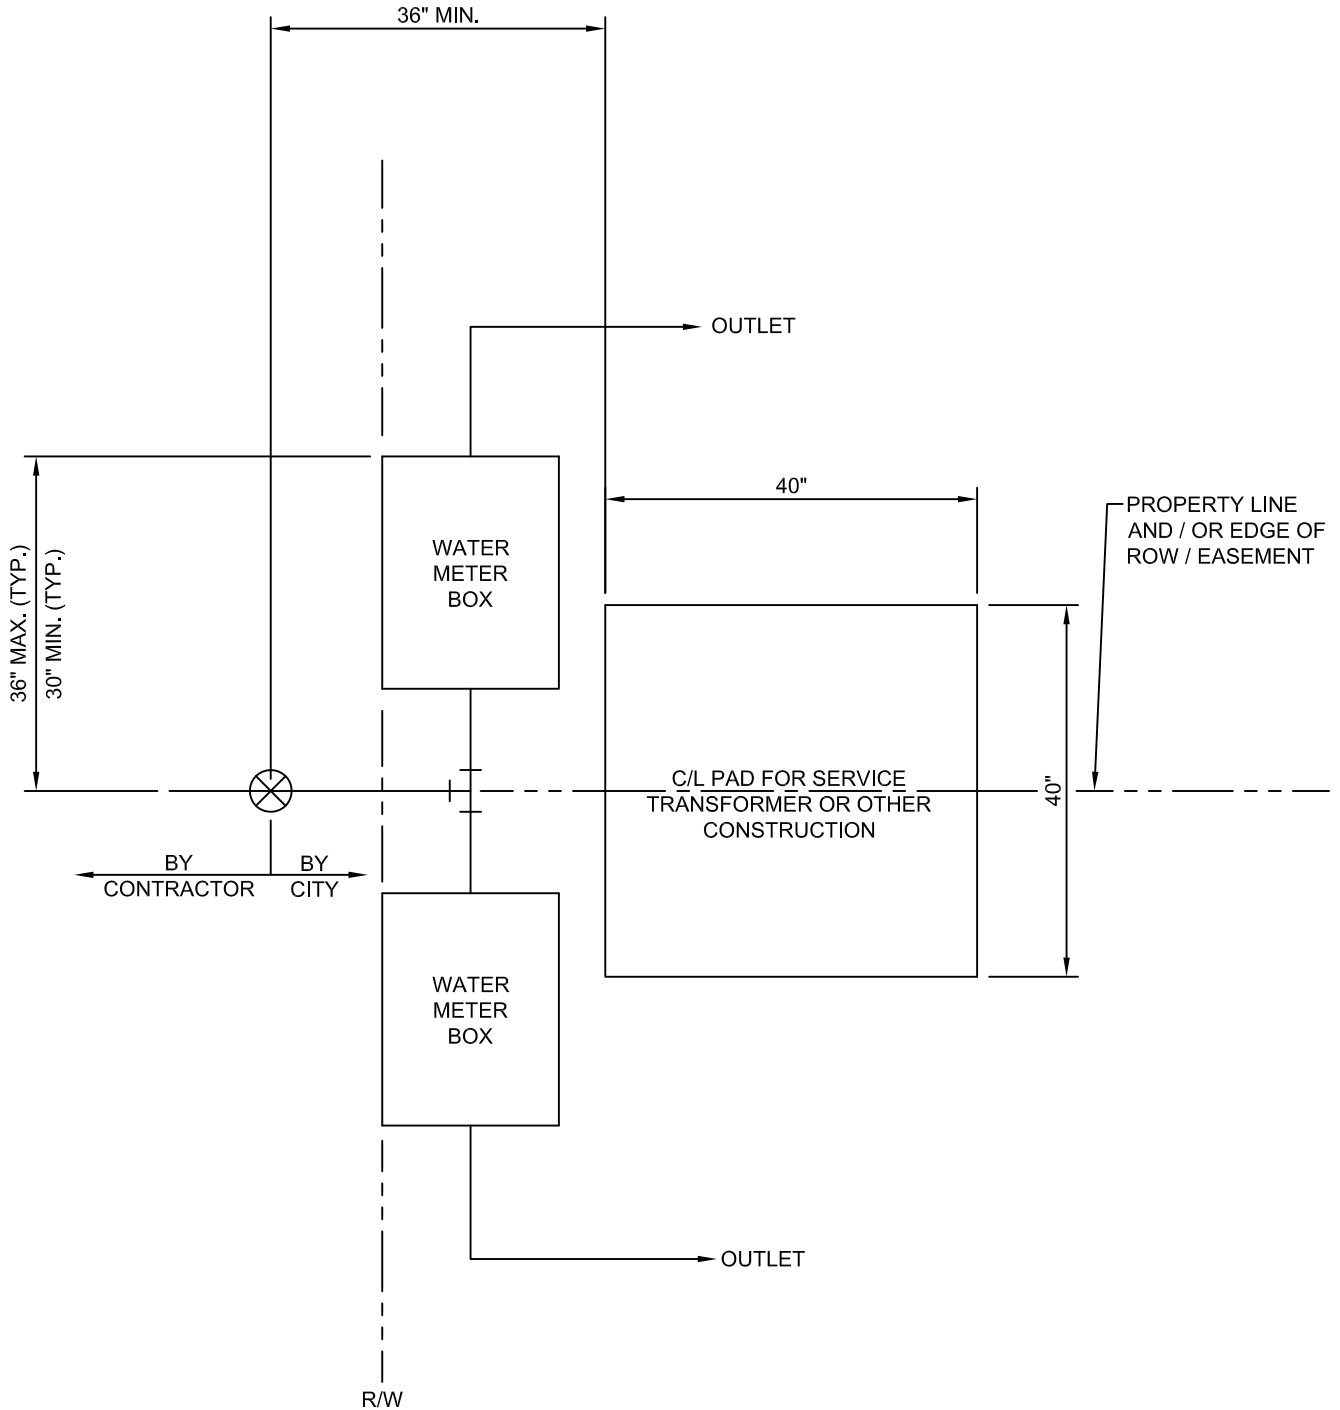 36" MIN.
OUTLET
40"
PROPERTY LINE
AND / OR EDGE OF
ROW / EASEMENT
WATER
METER
BOX
36" MAX. (TYP.)
30" MIN. (TYP.)
C/L PAD FOR SERVICE
TRANSFORMER OR OTHER
CONSTRUCTION
40"
BY
CONTRACTOR
BY
CITY
WATER
METER
BOX
OUTLET
R/W